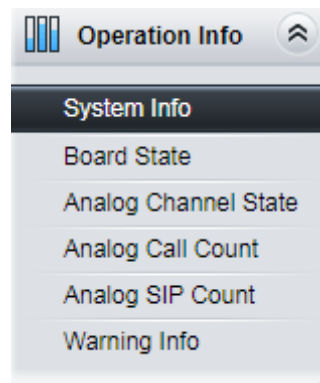 Operation Info
System Info
Board State
Analog Channel State
Analog Call Count
Analog SIP Count
Warning Info